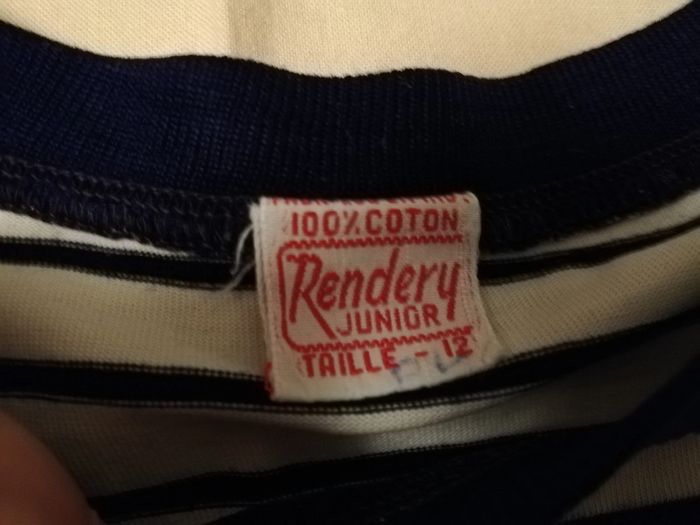 100% COTON
Rendery
JUNIOR
TAILLE - 12